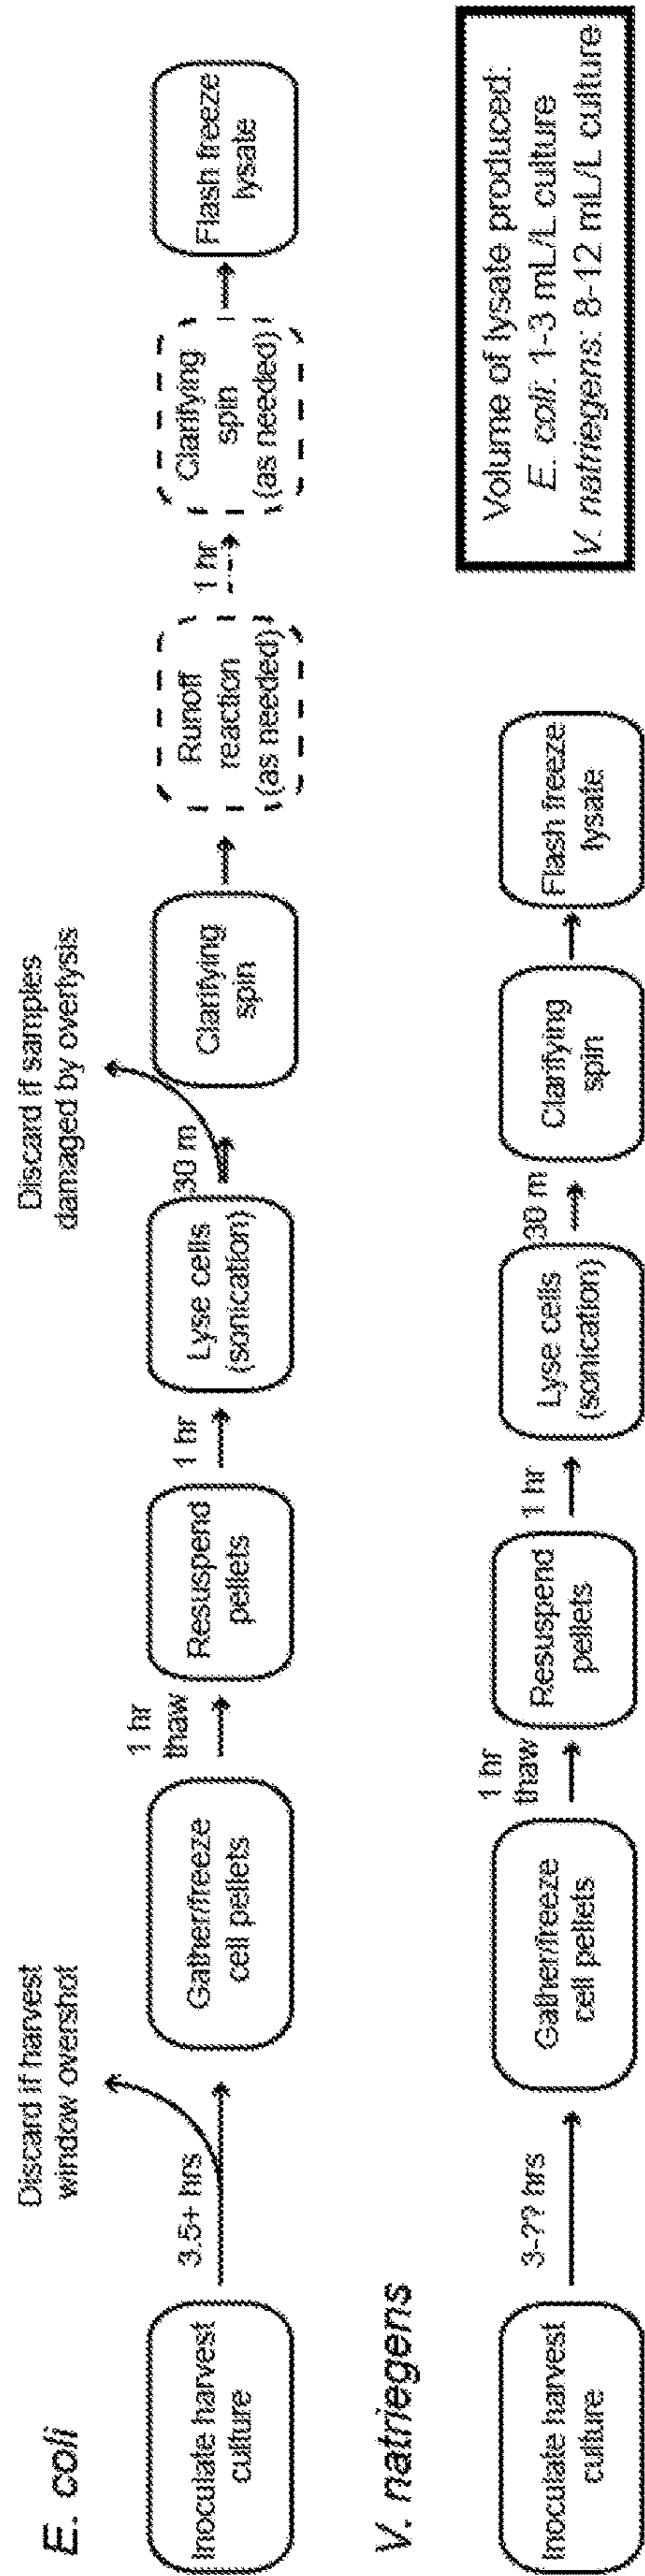 E. coli
Inoculate harvest
culture
3.5+ hrs
Discard if harvest
window overshot
Gather/freeze
cell pellets
1 hr
thaw
Resuspend
pellets
1 hr
Lyse cells
(sonication)
30 m
Discard if samples
damaged by overlysis
Clarifying
spin
Runoff
reaction
(as needed)
1 hr
Clarifying
spin
(as needed)
Flash freeze
lysate
V. natriegens
Inoculate harvest
culture
3-?? hrs
Gather/freeze
cell pellets
1 hr
thaw
Resuspend
pellets
1 hr
Lyse cells
(sonication)
30 m
Clarifying
spin
Flash freeze
lysate
Volume of lysate produced:
E. coli: 1-3 mL/L culture
V. natriegens: 8-12 mL/L culture